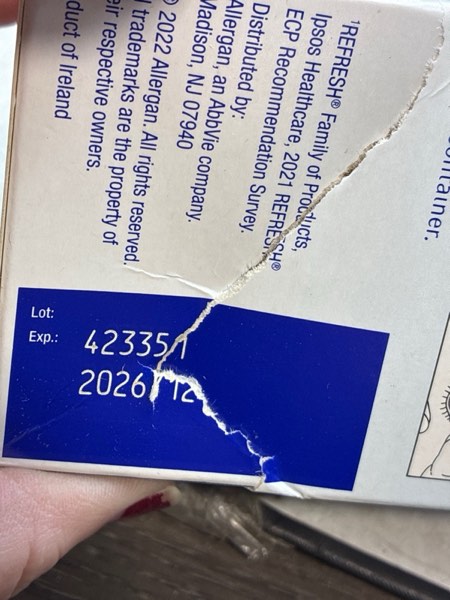 ¹REFRESH® Family of Products,
Ipsos Healthcare, 2021 REFRESH®
ECP Recommendation Survey.
Distributed by:
Allergan, an AbbVie company.
Madison, NJ 07940
© 2022 Allergan. All rights reserved.
l trademarks are the property of
eir respective owners.
duct of Ireland
ontainer.
Lot:
Exp.:
423351
2026/12